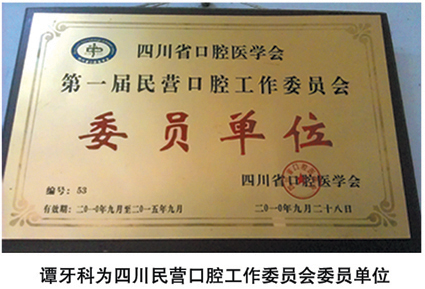 四川省口腔医学会
第一届民营口腔工作委员会
委员单位
编号：53
四川省口腔医学会
有效期：二〇一〇年九月至二〇一五年九月
二〇一〇年九月二十八日
谭牙科为四川民营口腔工作委员会委员单位